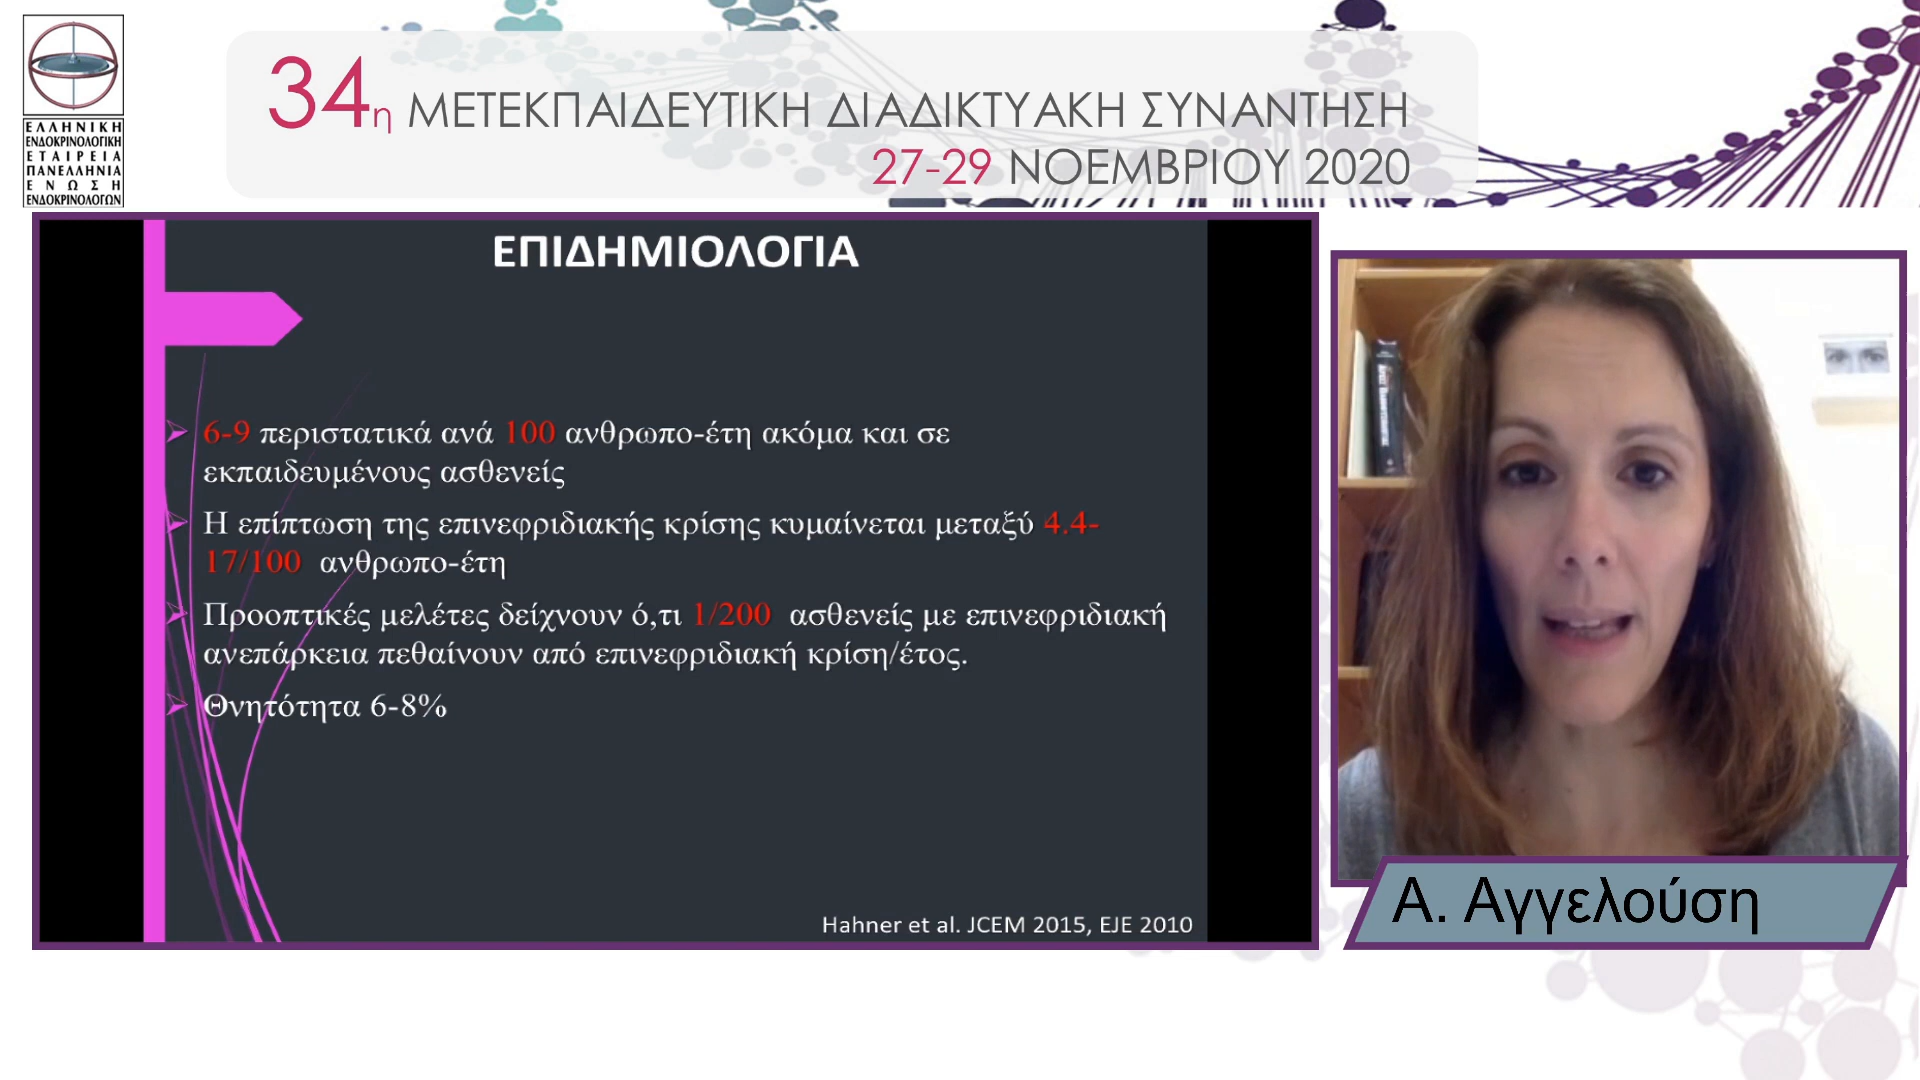 ΕΛΛΗΝΙΚΗ
ΕΝΔΟΚΡΙΝΟΛΟΓΙΚΗ
ΕΤΑΙΡΕΙΑ
ΠΑΝΕΛΛΗΝΙΑ
ΕΝΩΣΗ
ΕΝΔΟΚΡΙΝΟΛΟΓΩΝ
34η ΜΕΤΕΚΠΑΙΔΕΥΤΙΚΗ ΔΙΑΔΙΚΤΥΑΚΗ ΣΥΝΑΝΤΗΣΗ
27-29 ΝΟΕΜΒΡΙΟΥ 2020
ΕΠΙΔΗΜΙΟΛΟΓΙΑ
6-9 περιστατικά ανά 100 ανθρωπο-έτη ακόμα και σε
εκπαιδευμένους ασθενείς
Η επίπτωση της επινεφριδιακής κρίσης κυμαίνεται μεταξύ 4.4-
17/100 ανθρωπο-έτη
Προοπτικές μελέτες δείχνουν ό,τι 1/200 ασθενείς με επινεφριδιακή
ανεπάρκεια πεθαίνουν από επινεφριδιακή κρίση/έτος.
Θνητότητα 6-8%
Hahner et al. JCEM 2015, EJE 2010
Α. Αγγελούση